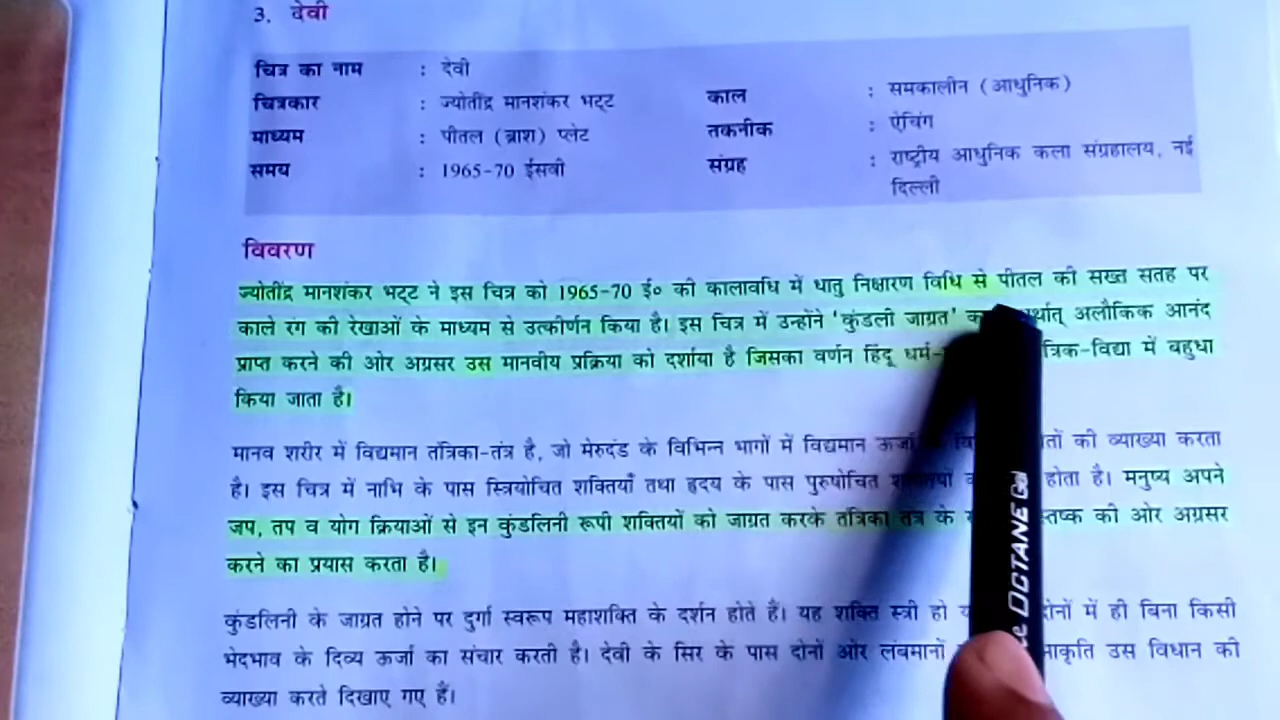 3. देवी
चित्र का नाम : देवी
चित्रकार : ज्योतींद्र मानशंकर भट्ट
काल : समकालीन (आधुनिक)
माध्यम : पीतल (ब्राश) प्लेट
तकनीक : ऐचिंग
समय : 1965-70 ईसवी
संग्रह : राष्ट्रीय आधुनिक कला संग्रहालय, नई
दिल्ली
विवरण
ज्योतींद्र मानशंकर भट्ट ने इस चित्र को 1965-70 ई० की कालावधि में धातु निक्षारण विधि से पीतल की सख्त सतह पर
काले रंग की रेखाओं के माध्यम से उत्कीर्णन किया है। इस चित्र में उन्होंने 'कुंडली जाग्रत' अर्थात् अलौकिक आनंद
प्राप्त करने की ओर अग्रसर उस मानवीय प्रक्रिया को दर्शाया है जिसका वर्णन हिंदू धर्म- त्रिक-विद्या में बहुधा
किया जाता है।
मानव शरीर में विद्यमान तंत्रिका-तंत्र है, जो मेरुदंड के विभिन्न भागों में विद्यमान ऊर्जा की व्याख्या करता
है। इस चित्र में नाभि के पास स्त्रियोचित शक्तियाँ तथा हृदय के पास पुरुषोचित होता है। मनुष्य अपने
जप, तप व योग क्रियाओं से इन कुंडलिनी रूपी शक्तियों को जाग्रत करके तंत्रिका तंत्र के की ओर अग्रसर
करने का प्रयास करता है।
कुंडलिनी के जाग्रत होने पर दुर्गा स्वरूप महाशक्ति के दर्शन होते हैं। यह शक्ति स्त्री हो दोनों में ही बिना किसी
भेदभाव के दिव्य ऊर्जा का संचार करती है। देवी के सिर के पास दोनों ओर लंबमानों उस विधान की
व्याख्या करते दिखाए गए हैं।
OCTANE Gel